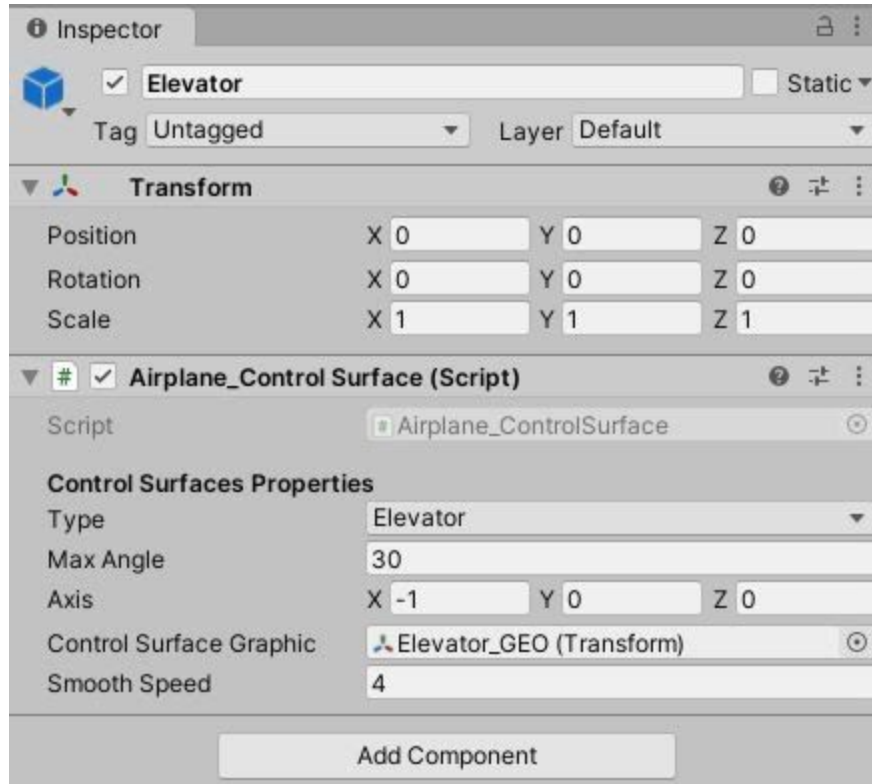 Inspector
Elevator Static
Tag Untagged Layer Default
Transform
Position X 0 Y 0 Z 0
Rotation X 0 Y 0 Z 0
Scale X 1 Y 1 Z 1
# Airplane_Control Surface (Script)
Script # Airplane_ControlSurface
Control Surfaces Properties
Type Elevator
Max Angle 30
Axis X -1 Y 0 Z 0
Control Surface Graphic Elevator_GEO (Transform)
Smooth Speed 4
Add Component